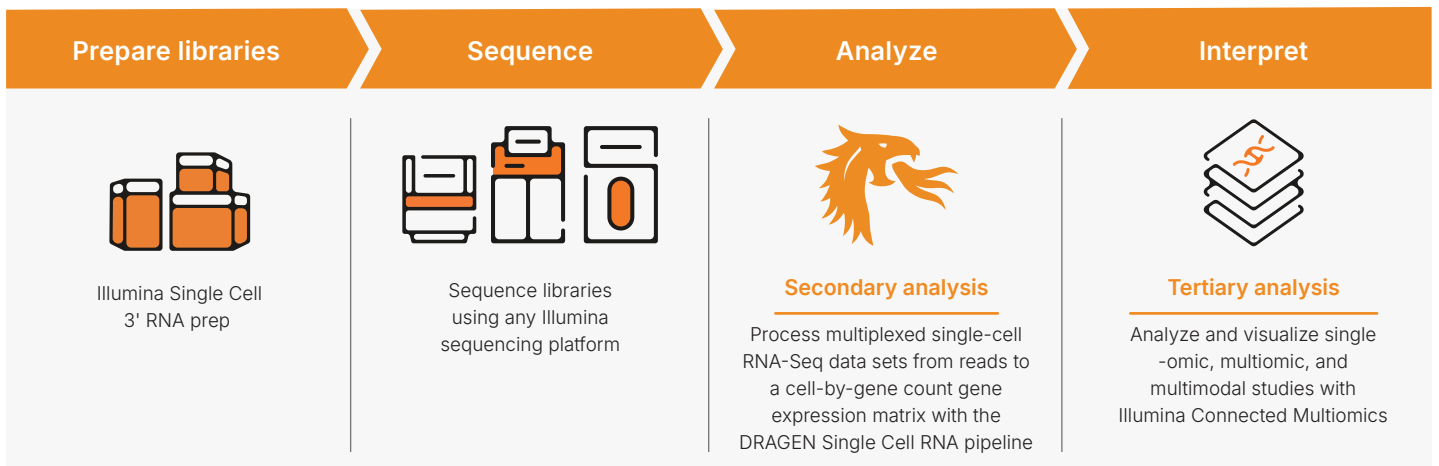 Prepare libraries
Sequence
Analyze
Interpret
Illumina Single Cell
3' RNA prep
Sequence libraries
using any Illumina
sequencing platform
Secondary analysis
Process multiplexed single-cell
RNA-Seq data sets from reads to
a cell-by-gene count gene
expression matrix with the
DRAGEN Single Cell RNA pipeline
Tertiary analysis
Analyze and visualize single
-omic, multiomic, and
multimodal studies with
Illumina Connected Multiomics